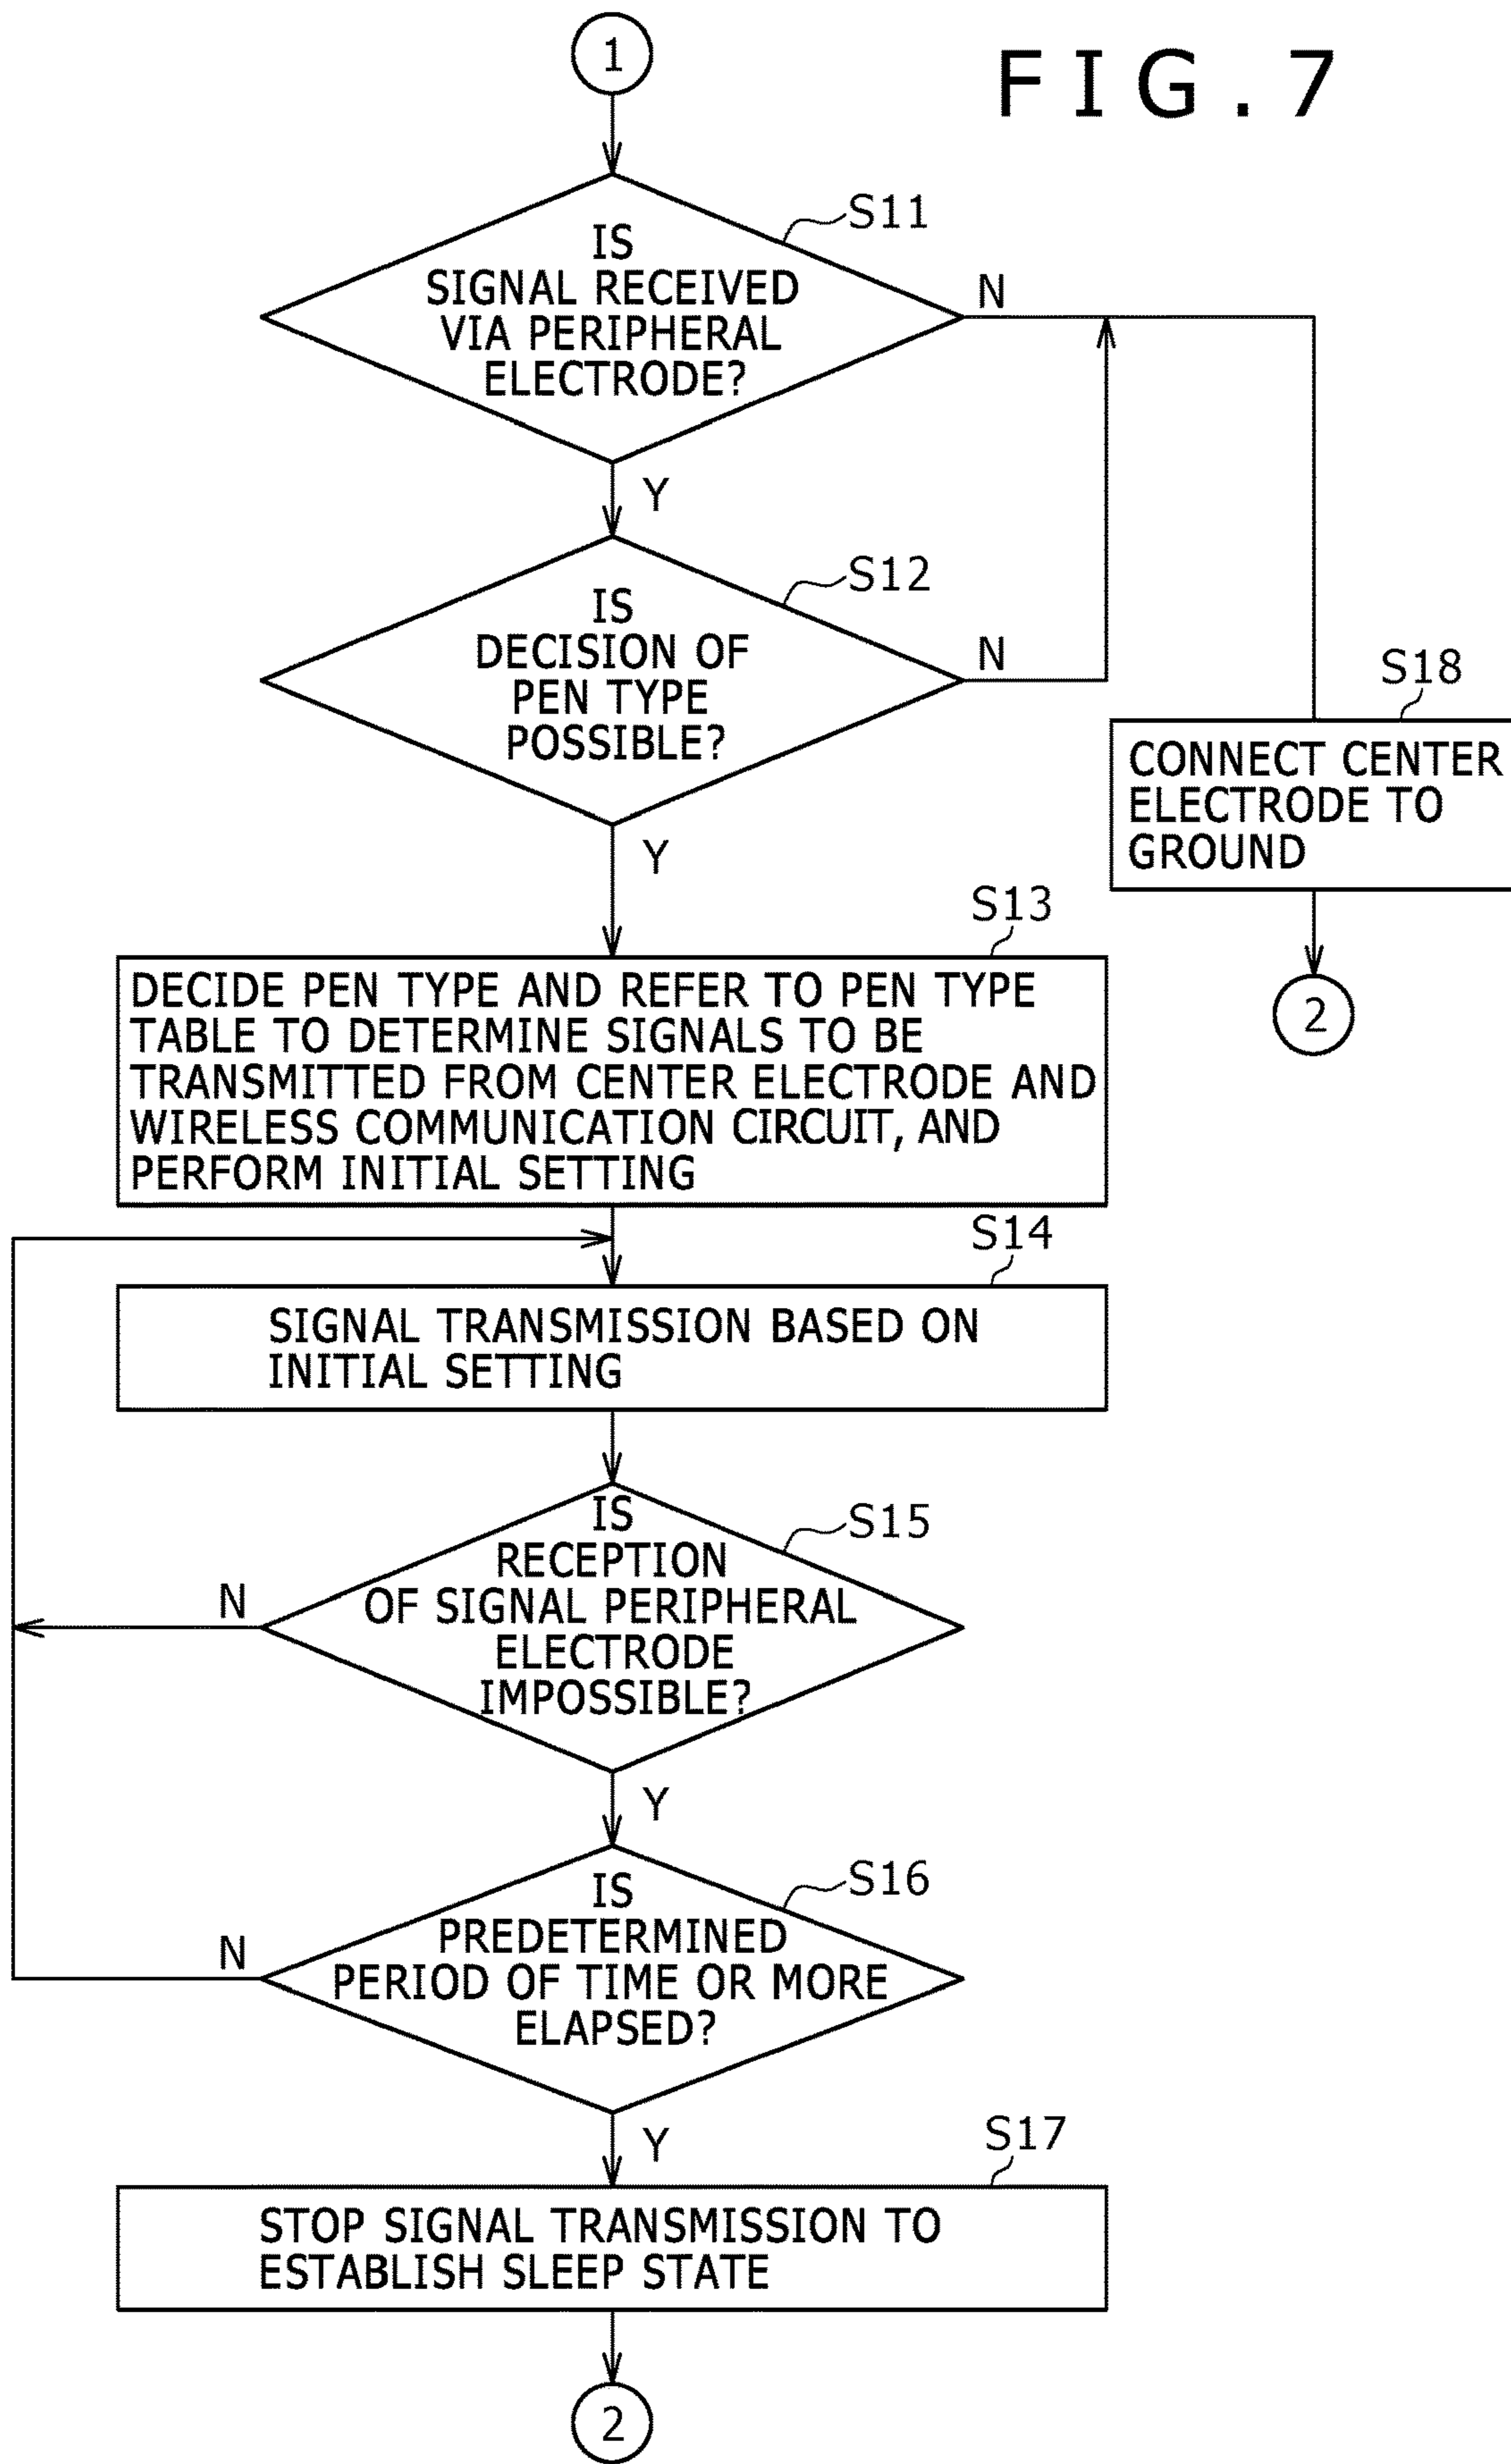 1
FIG.7
S11
IS
SIGNAL RECEIVED
VIA PERIPHERAL
ELECTRODE?
N
Y
S12
IS
DECISION OF
PEN TYPE
POSSIBLE?
N
Y
S18
CONNECT CENTER
ELECTRODE TO
GROUND
2
S13
DECIDE PEN TYPE AND REFER TO PEN TYPE
TABLE TO DETERMINE SIGNALS TO BE
TRANSMITTED FROM CENTER ELECTRODE AND
WIRELESS COMMUNICATION CIRCUIT, AND
PERFORM INITIAL SETTING
S14
SIGNAL TRANSMISSION BASED ON
INITIAL SETTING
S15
IS
RECEPTION
OF SIGNAL PERIPHERAL
ELECTRODE
IMPOSSIBLE?
N
Y
S16
IS
PREDETERMINED
PERIOD OF TIME OR MORE
ELAPSED?
N
Y
S17
STOP SIGNAL TRANSMISSION TO
ESTABLISH SLEEP STATE
2